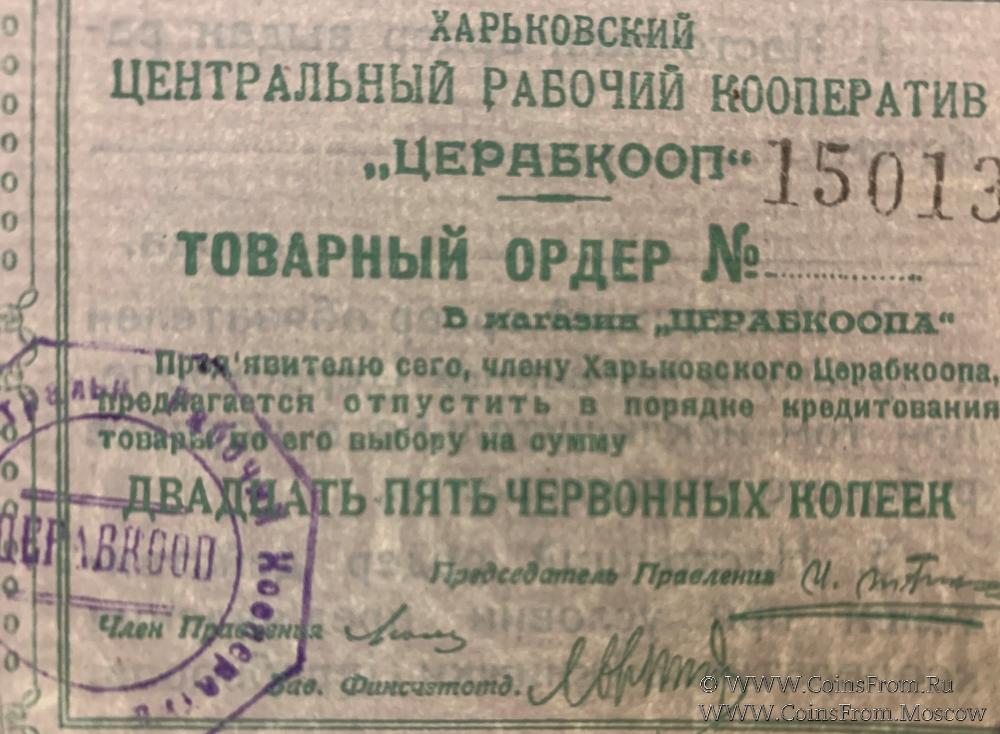 ХАРЬКОВСКИЙ
ЦЕНТРАЛЬНЫЙ РАБОЧИЙ КООПЕРАТИВ
„ЦЕРАБКООП“ 15013
ТОВАРНЫЙ ОРДЕР №
В магазин „ЦЕРАБКООПА“
Пред'явителю сего, члену Харьковского Церабкоопа,
предлагается отпустить в порядке кредитования
товары по его выбору на сумму
ДВАДЦАТЬ ПЯТЬ ЧЕРВОННЫХ КОПЕЕК
ЦЕРАБКООП
Председатель Правления
Член Правления
Зав. Финсчэтотд.
© WWW.CoinsFrom.Ru
WWW.CoinsFrom.Moscow